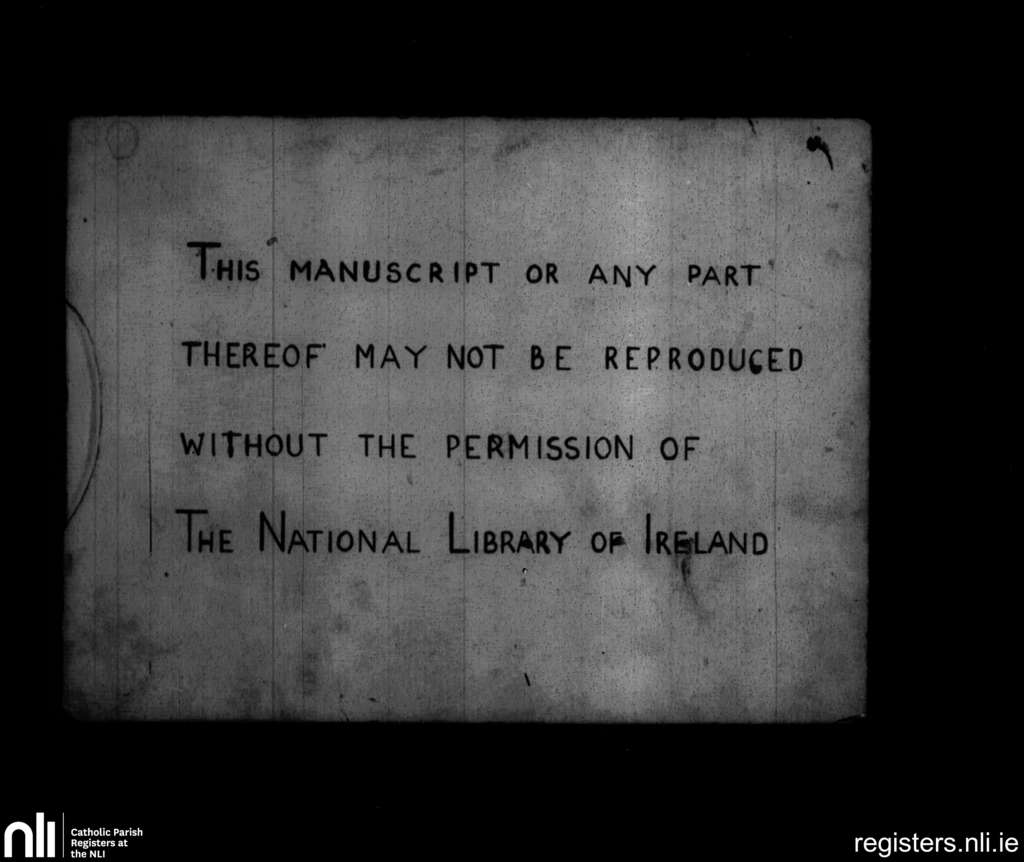 This manuscript or any part
thereof may not be reproduced
without the permission of
The National Library of Ireland
nli
Catholic Parish
Registers at
the NLI
registers.nli.ie